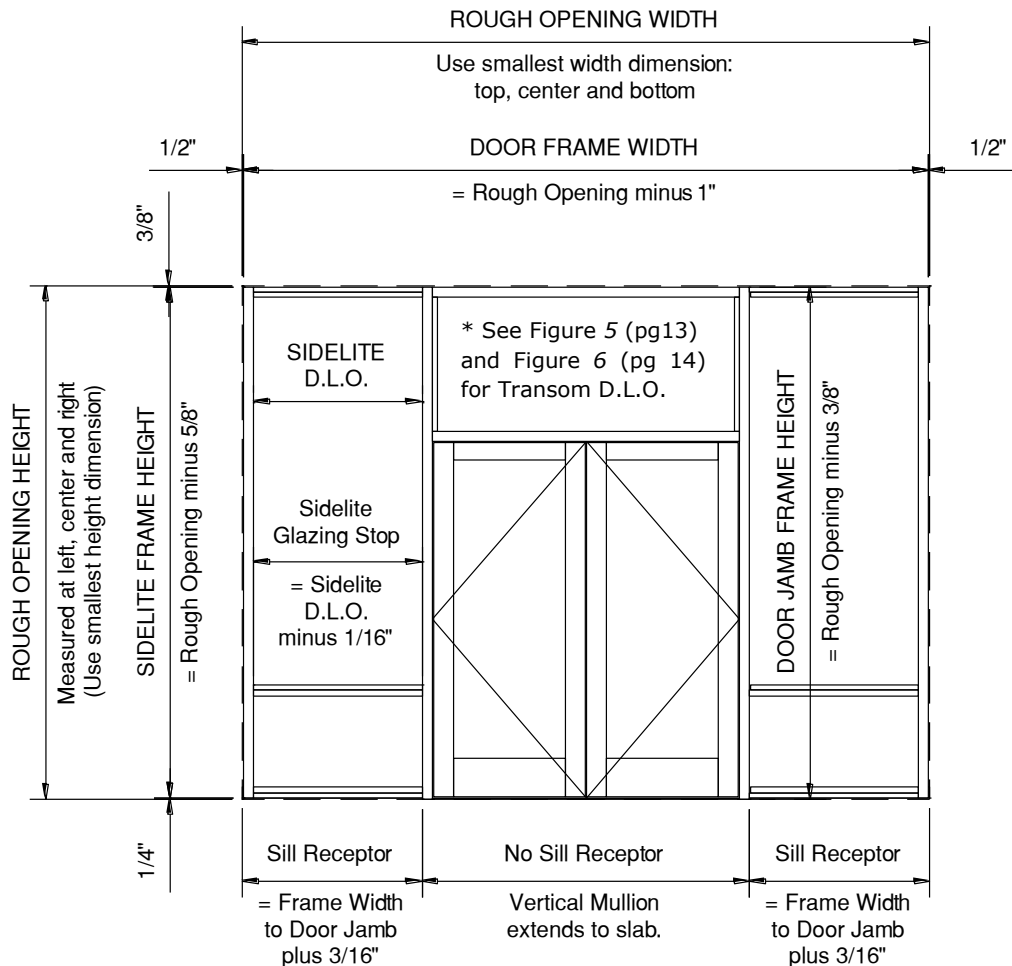 ROUGH OPENING WIDTH
Use smallest width dimension:
top, center and bottom
1/2"
DOOR FRAME WIDTH
1/2"
= Rough Opening minus 1"
3/8"
ROUGH OPENING HEIGHT
Measured at left, center and right
(Use smallest height dimension)
SIDELITE FRAME HEIGHT
= Rough Opening minus 5/8"
SIDELITE
D.L.O.
* See Figure 5 (pg13)
and Figure 6 (pg 14)
for Transom D.L.O.
Sidelite
Glazing Stop
= Sidelite
D.L.O.
minus 1/16"
DOOR JAMB FRAME HEIGHT
= Rough Opening minus 3/8"
1/4"
Sill Receptor
= Frame Width
to Door Jamb
plus 3/16"
No Sill Receptor
Vertical Mullion
extends to slab.
Sill Receptor
= Frame Width
to Door Jamb
plus 3/16"